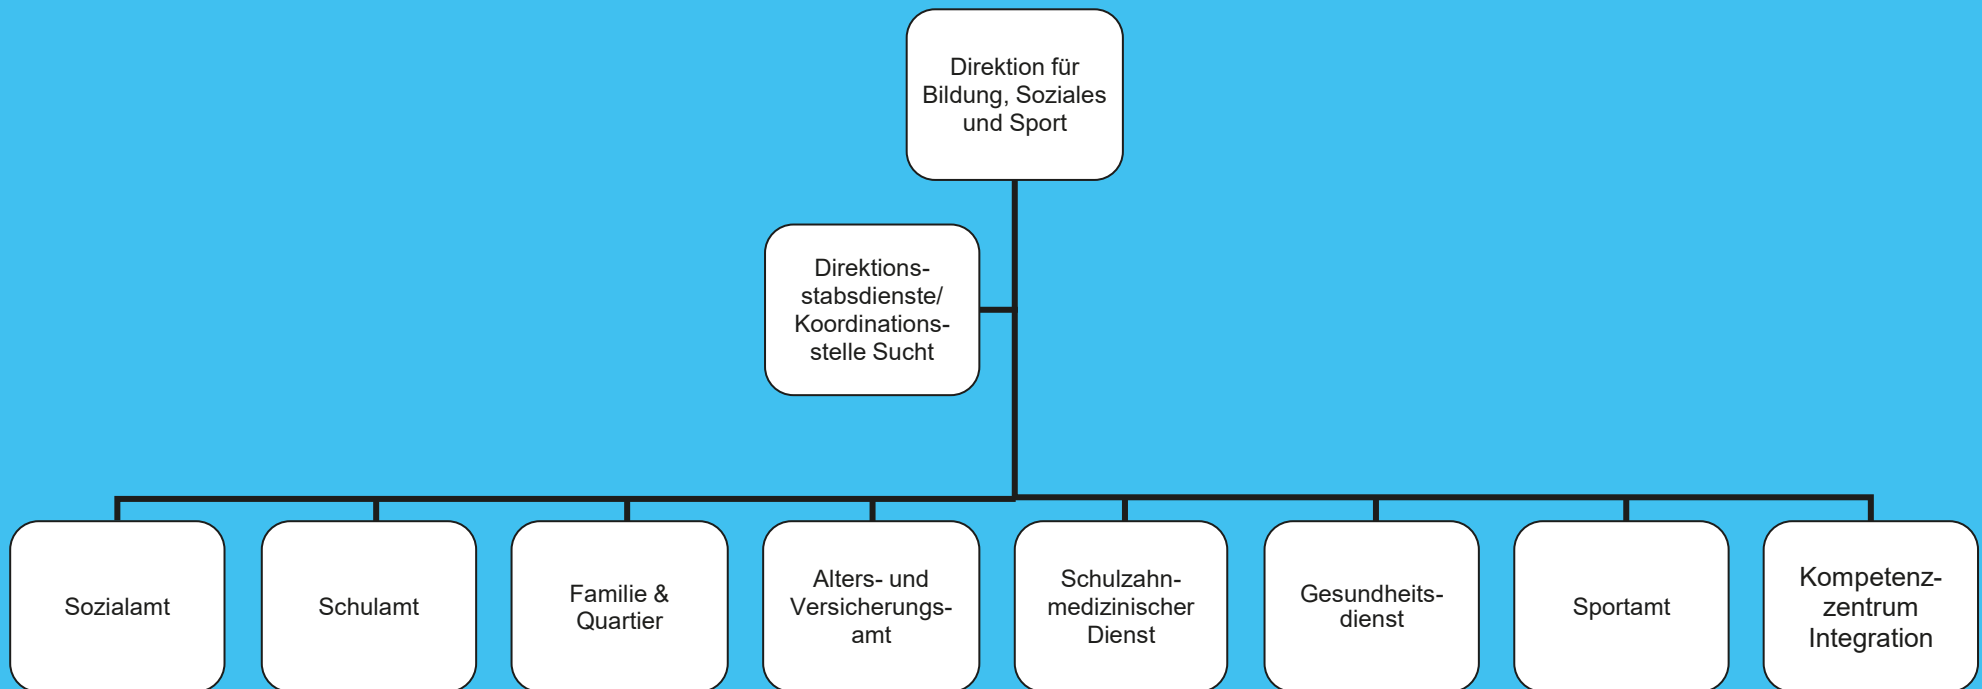 Direktion für
Bildung, Soziales
und Sport
Direktions-
stabsdienste/
Koordinations-
stelle Sucht
Sozialamt
Schulamt
Familie &
Quartier
Alters- und
Versicherungs-
amt
Schulzahn-
medizinischer
Dienst
Gesundheits-
dienst
Sportamt
Kompetenz-
zentrum
Integration